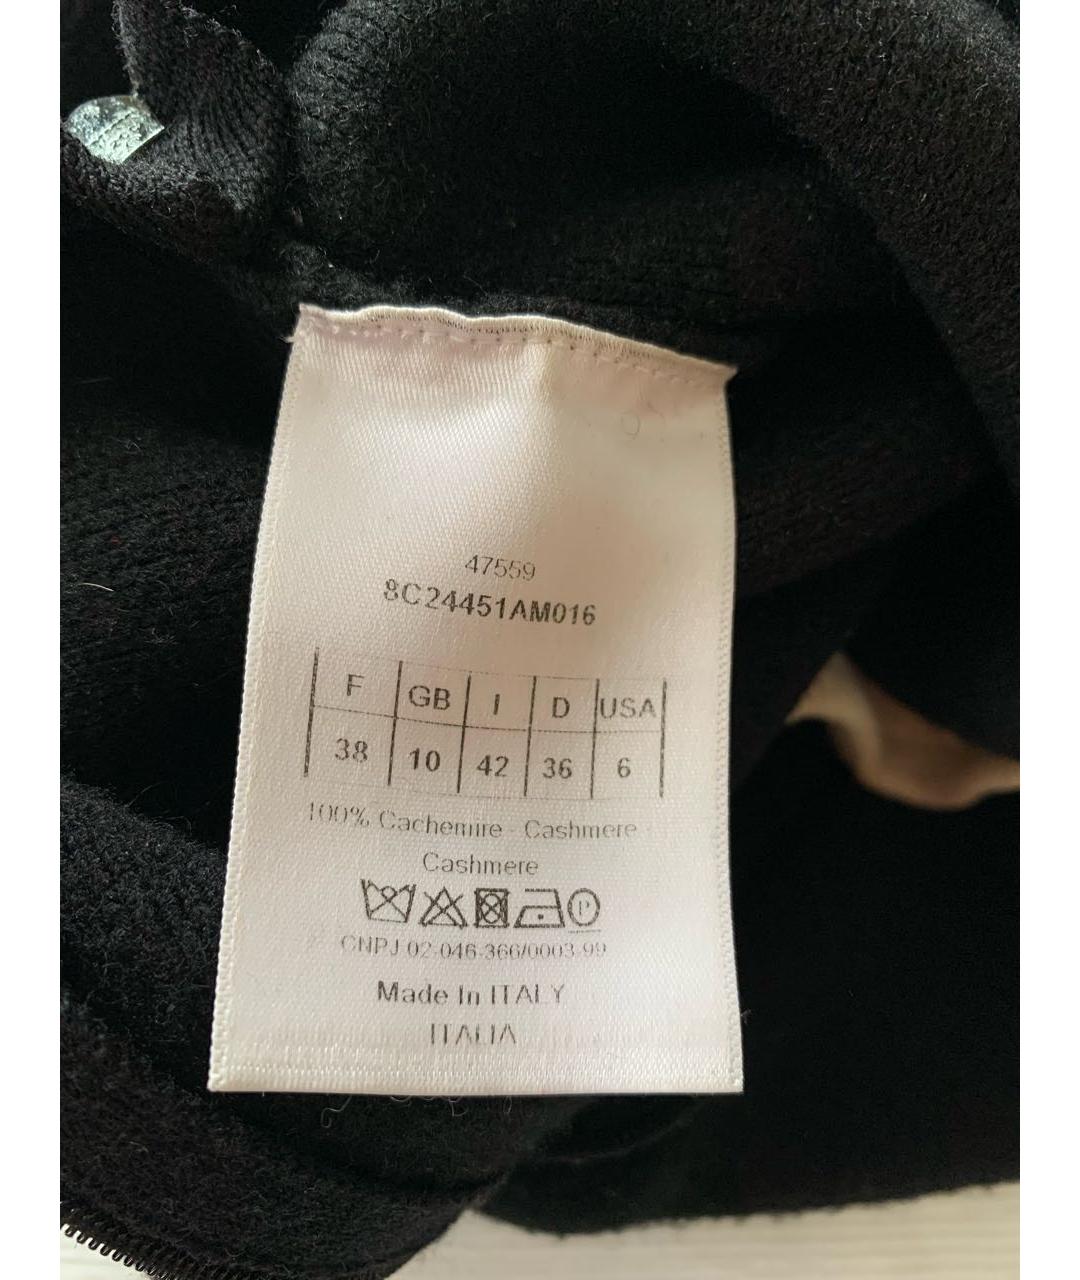 47559
8C24451AM016
F GB I D USA
38 10 42 36 6
100% Cachemire - Cashmere -
Cashmere
P
CNPJ 02-046-366/0003-99
Made In ITALY
ITALIA